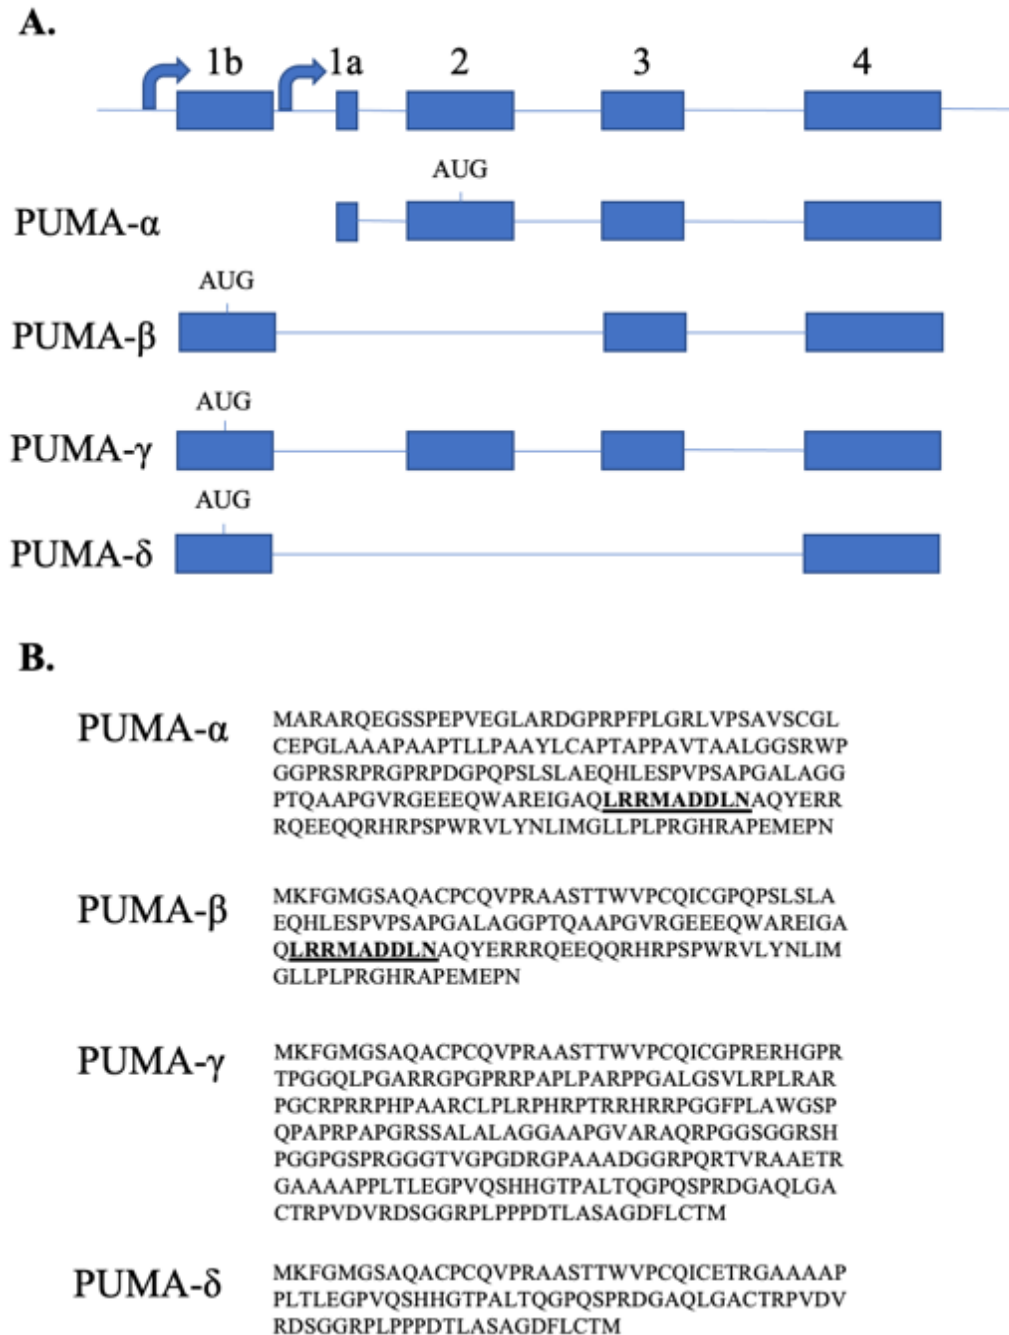 A.
1b 1a 2 3 4
AUG
PUMA-α
AUG
PUMA-β
AUG
PUMA-γ
AUG
PUMA-δ
B.
PUMA-α
MARARQEGSSPEPVEGLARDGPRPFPLGRLVPSAVSCGL
CEPGLAAAPAAPTLLPAAYLCAPTAPPAVTAALGGSRWP
GGPRSRPRGPRPDGPQPSLSLAEQHLESPVPSAPGALAGG
PTQAAPGVRGEEEQWAREIGAQLRRMADDLNAQYERR
RQEEQQRHRPSPWRVLYNLIMGLLPLPRGHRAPEMEPN
PUMA-β
MKFGMGSAQACPCQVPRAASTTWVPCQICGPQPSLSLA
EQHLESPVPSAPGALAGGPTQAAPGVRGEEEQWAREIGA
QLRRMADDLNAQYERRRQEEQQRHRPSPWRVLYNLIM
GLLPLPRGHRAPEMEPN
PUMA-γ
MKFGMGSAQACPCQVPRAASTTWVPCQICGPRERHGPR
TPGGQLPGARRGPGPRRPAPLPARPPGALGSVLRPLRAR
PGCRPRRPHPAARCLPLRPHRPTRRHRRPGGFPLAWGSP
QPAPRPAPGRSSALALAGGAAPGVARAQRPGGSGGRSH
PGGPGSPRGGGTVGPGDRGPAAADGGRPQRTVRAAETR
GAAAAPPLTLEGPVQSHHGTPALTQGPQSPRDGAQLGA
CTRPVDVRDSGGRPLPPPDTLASAGDFLCTM
PUMA-δ
MKFGMGSAQACPCQVPRAASTTWVPCQICETRGAAAAP
PLTLEGPVQSHHGTPALTQGPQSPRDGAQLGACTRPVDV
RDSGGRPLPPPDTLASAGDFLCTM